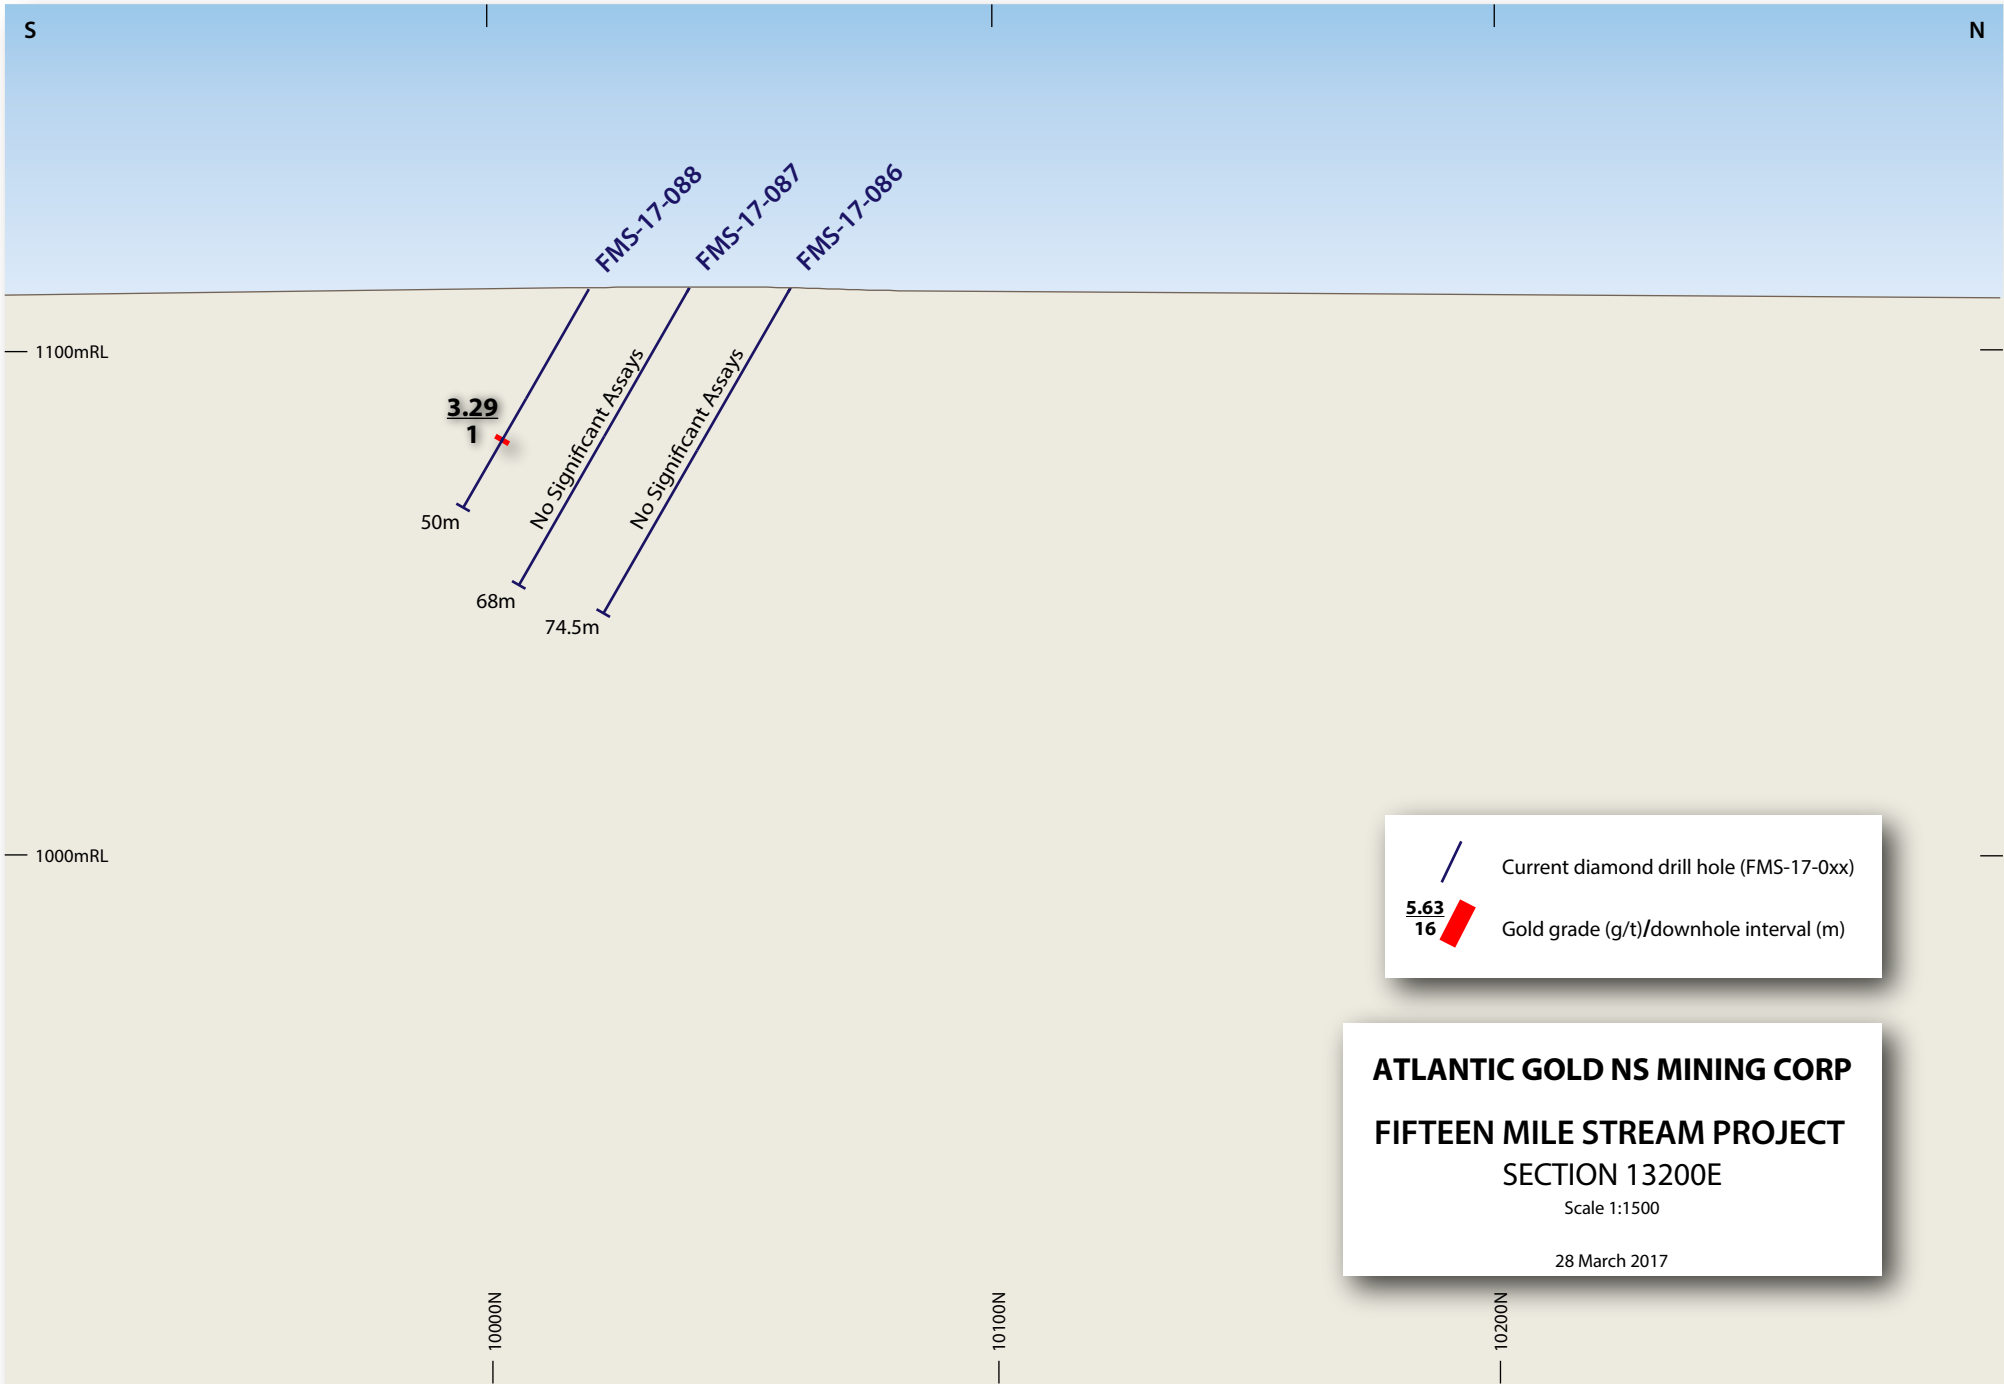 S
N
FMS-17-088
FMS-17-087
FMS-17-086
1100mRL
3.29
1
No Significant Assays
No Significant Assays
50m
68m
74.5m
1000mRL
Current diamond drill hole (FMS-17-0xx)
5.63
16
Gold grade (g/t)/downhole interval (m)
ATLANTIC GOLD NS MINING CORP
FIFTEEN MILE STREAM PROJECT
SECTION 13200E
Scale 1:1500
28 March 2017
10000N
10100N
10200N